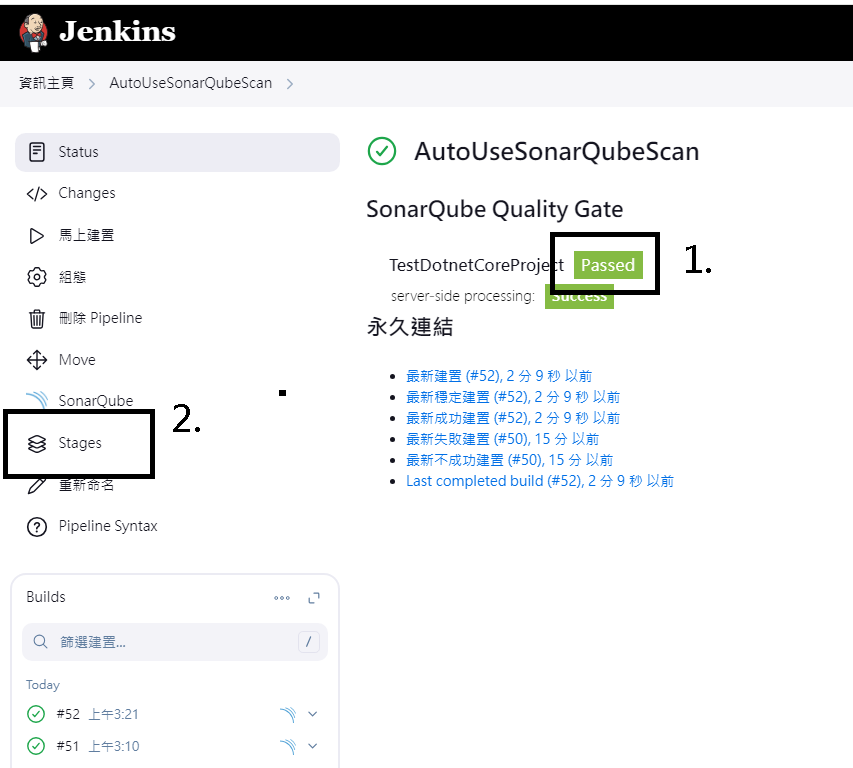 Jenkins
資訊主頁 > AutoUseSonarQubeScan >
Status
Changes
馬上建置
組態
刪除 Pipeline
Move
SonarQube
Stages
重新命名
Pipeline Syntax
2.
AutoUseSonarQubeScan
SonarQube Quality Gate
TestDotnetCoreProject Passed
1.
server-side processing: Success
永久連結
最新建置 (#52), 2 分 9 秒 以前
最新穩定建置 (#52), 2 分 9 秒 以前
最新成功建置 (#52), 2 分 9 秒 以前
最新失敗建置 (#50), 15 分 以前
最新不成功建置 (#50), 15 分 以前
Last completed build (#52), 2 分 9 秒 以前
Builds
篩選建置... /
Today
#52 上午3:21
#51 上午3:10